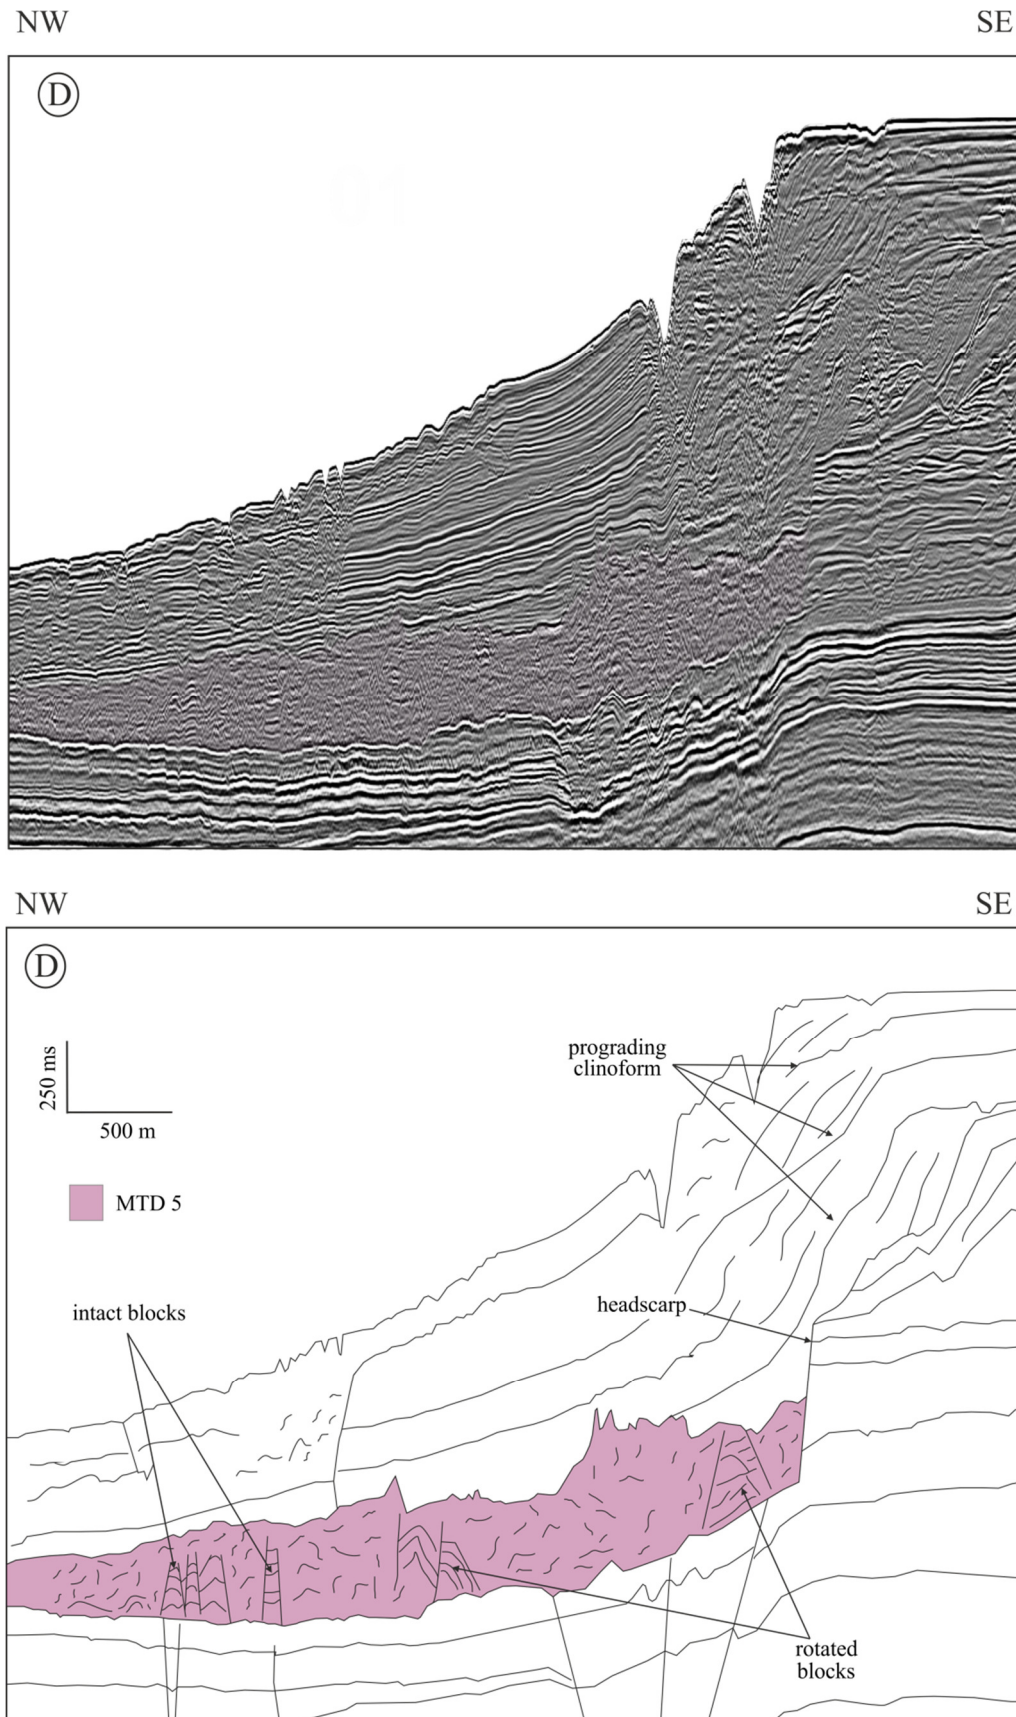 NW SE
D
NW SE
D
250 ms
500 m
MTD 5
prograding
clinoform
headscarp
intact blocks
rotated
blocks